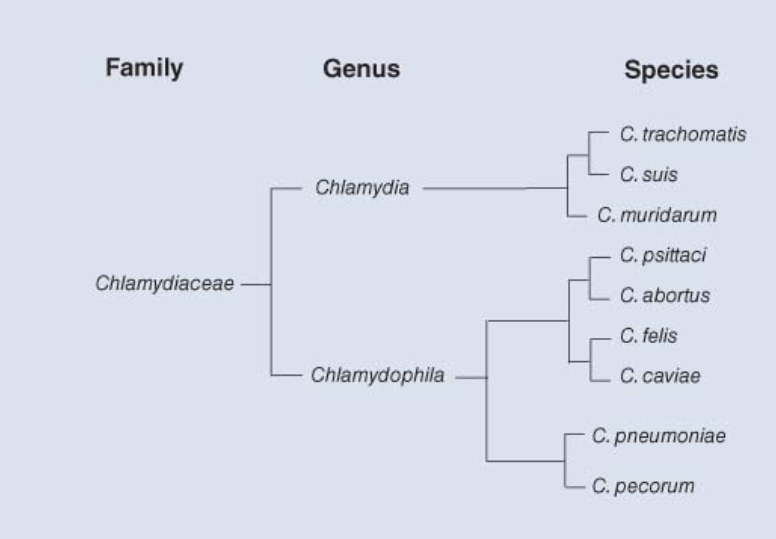 Family Genus Species
C. trachomatis
C. suis
Chlamydia
C. muridarum
C. psittaci
Chlamydiaceae
C. abortus
C. felis
Chlamydophila
C. caviae
C. pneumoniae
C. pecorum